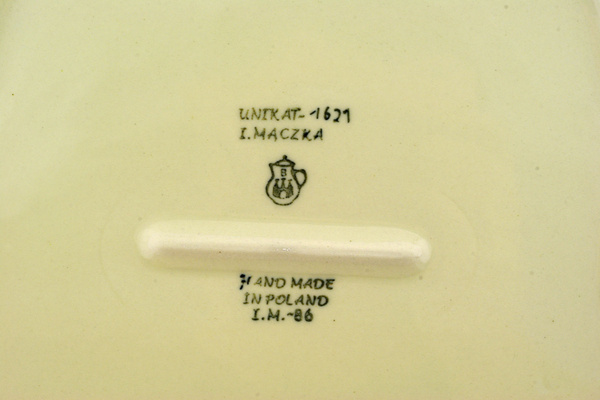 UNIKAT-1621
I.MACZKA
B
HAND MADE
IN POLAND
I.M.-86